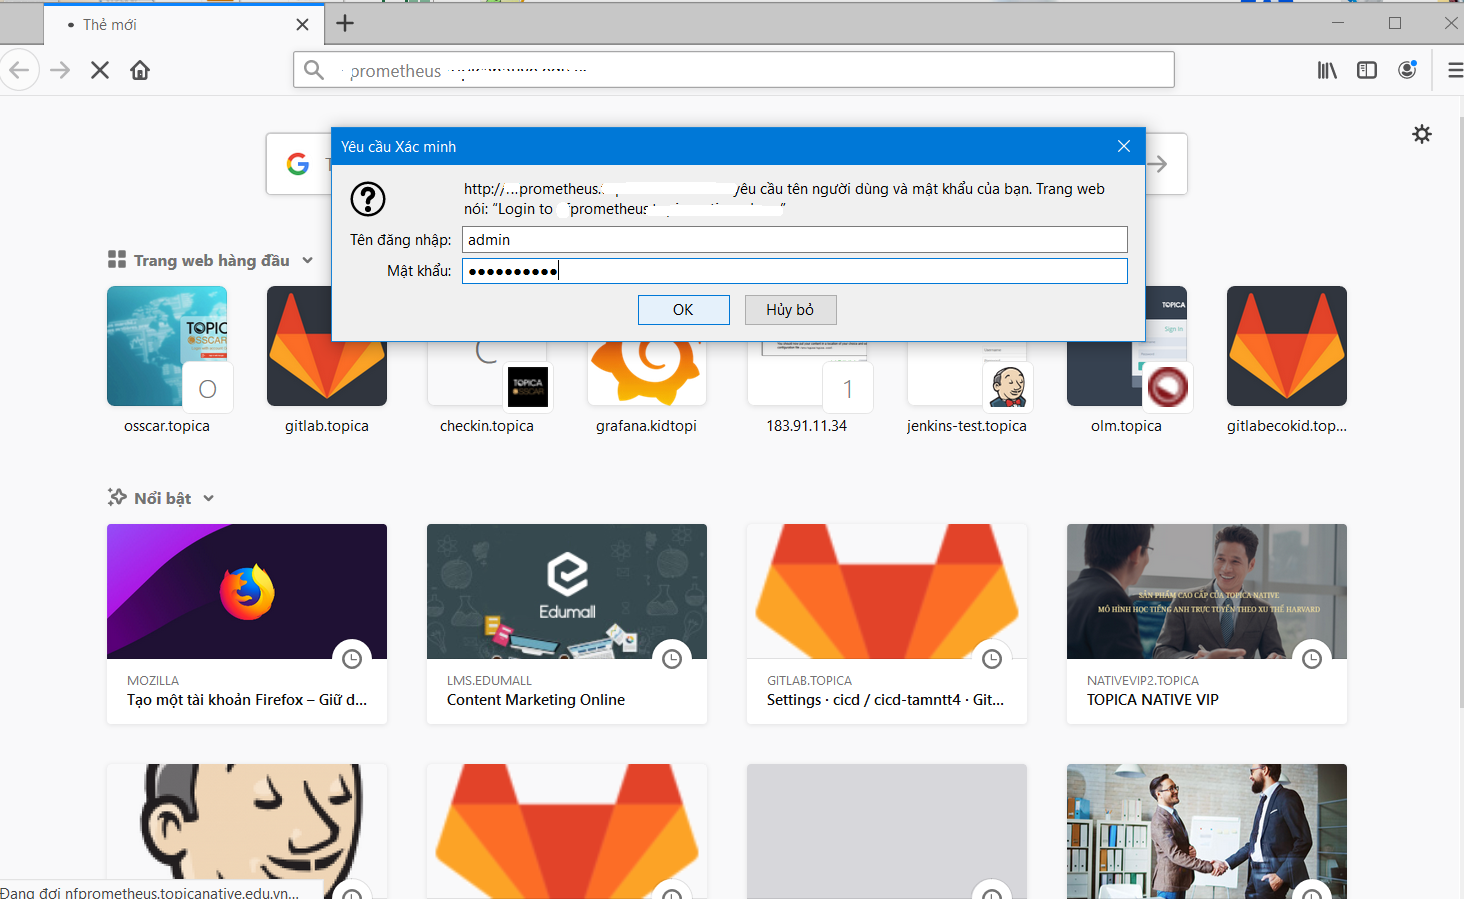 Thẻ mới
prometheus
Yêu cầu Xác minh
http:// prometheus. yêu cầu tên người dùng và mật khẩu của bạn. Trang web
nói: “Login to fprometheus ”
Tên đăng nhập: admin
Mật khẩu:
OK Hủy bỏ
Trang web hàng đầu
TOPIC
OSSCAR
O
TOPICA
OSSCAR
1
TOPICA
Sign In
osscar.topica
gitlab.topica
checkin.topica
grafana.kidtopi
183.91.11.34
jenkins-test.topica
olm.topica
gitlabecokid.top...
Nổi bật
Edumall
SẢN PHẨM CAO CẤP CỦA TOPICA NATIVE
MÔ HÌNH HỌC TIẾNG ANH TRỰC TUYẾN THEO XU THẾ HARVARD
MOZILLA
Tạo một tài khoản Firefox – Giữ d...
LMS.EDUMALL
Content Marketing Online
GITLAB.TOPICA
Settings · cicd / cicd-tamntt4 · Git...
NATIVEVIP2.TOPICA
TOPICA NATIVE VIP
Đang đợi nfprometheus.topicanative.edu.vn...